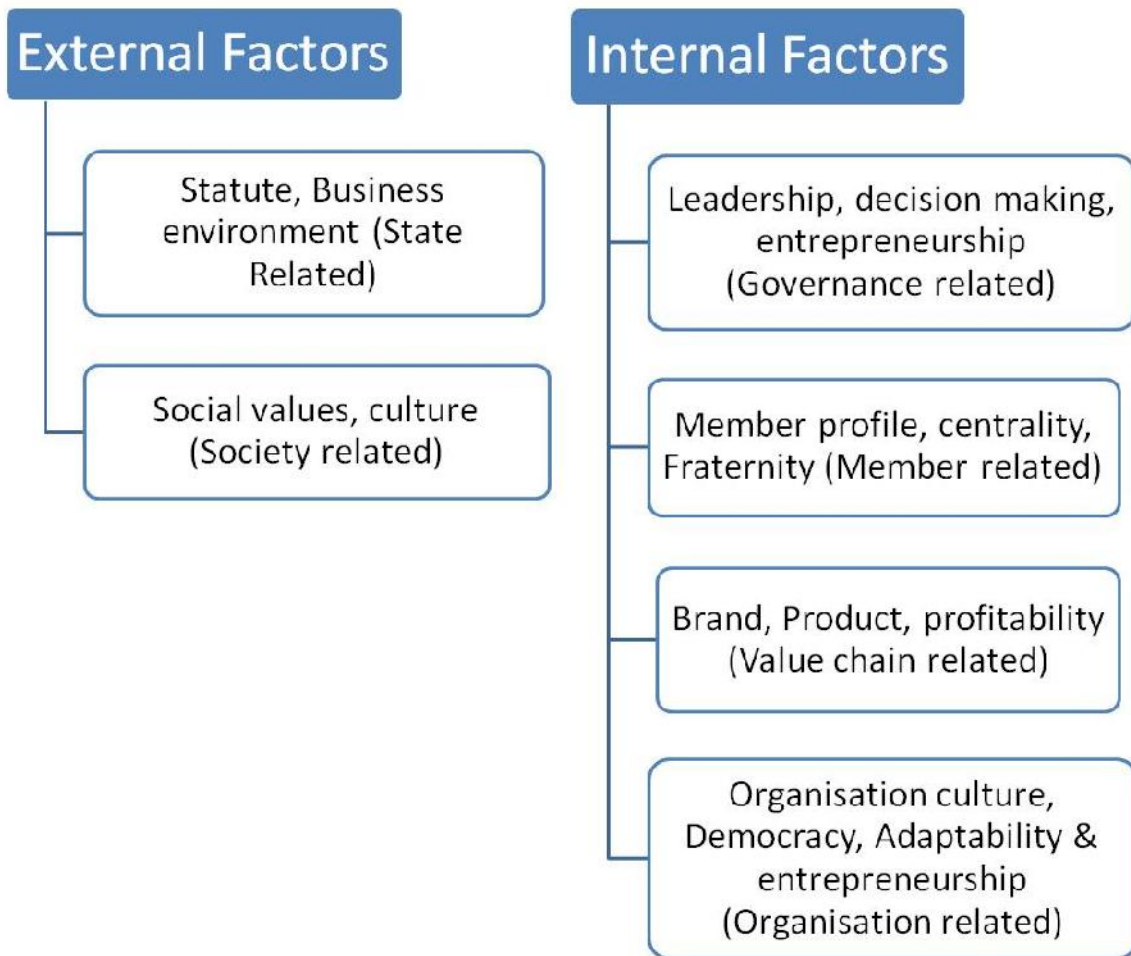 External Factors
Statute, Business
environment (State
Related)
Social values, culture
(Society related)
Internal Factors
Leadership, decision making,
entrepreneurship
(Governance related)
Member profile, centrality,
Fraternity (Member related)
Brand, Product, profitability
(Value chain related)
Organisation culture,
Democracy, Adaptability &
entrepreneurship
(Organisation related)